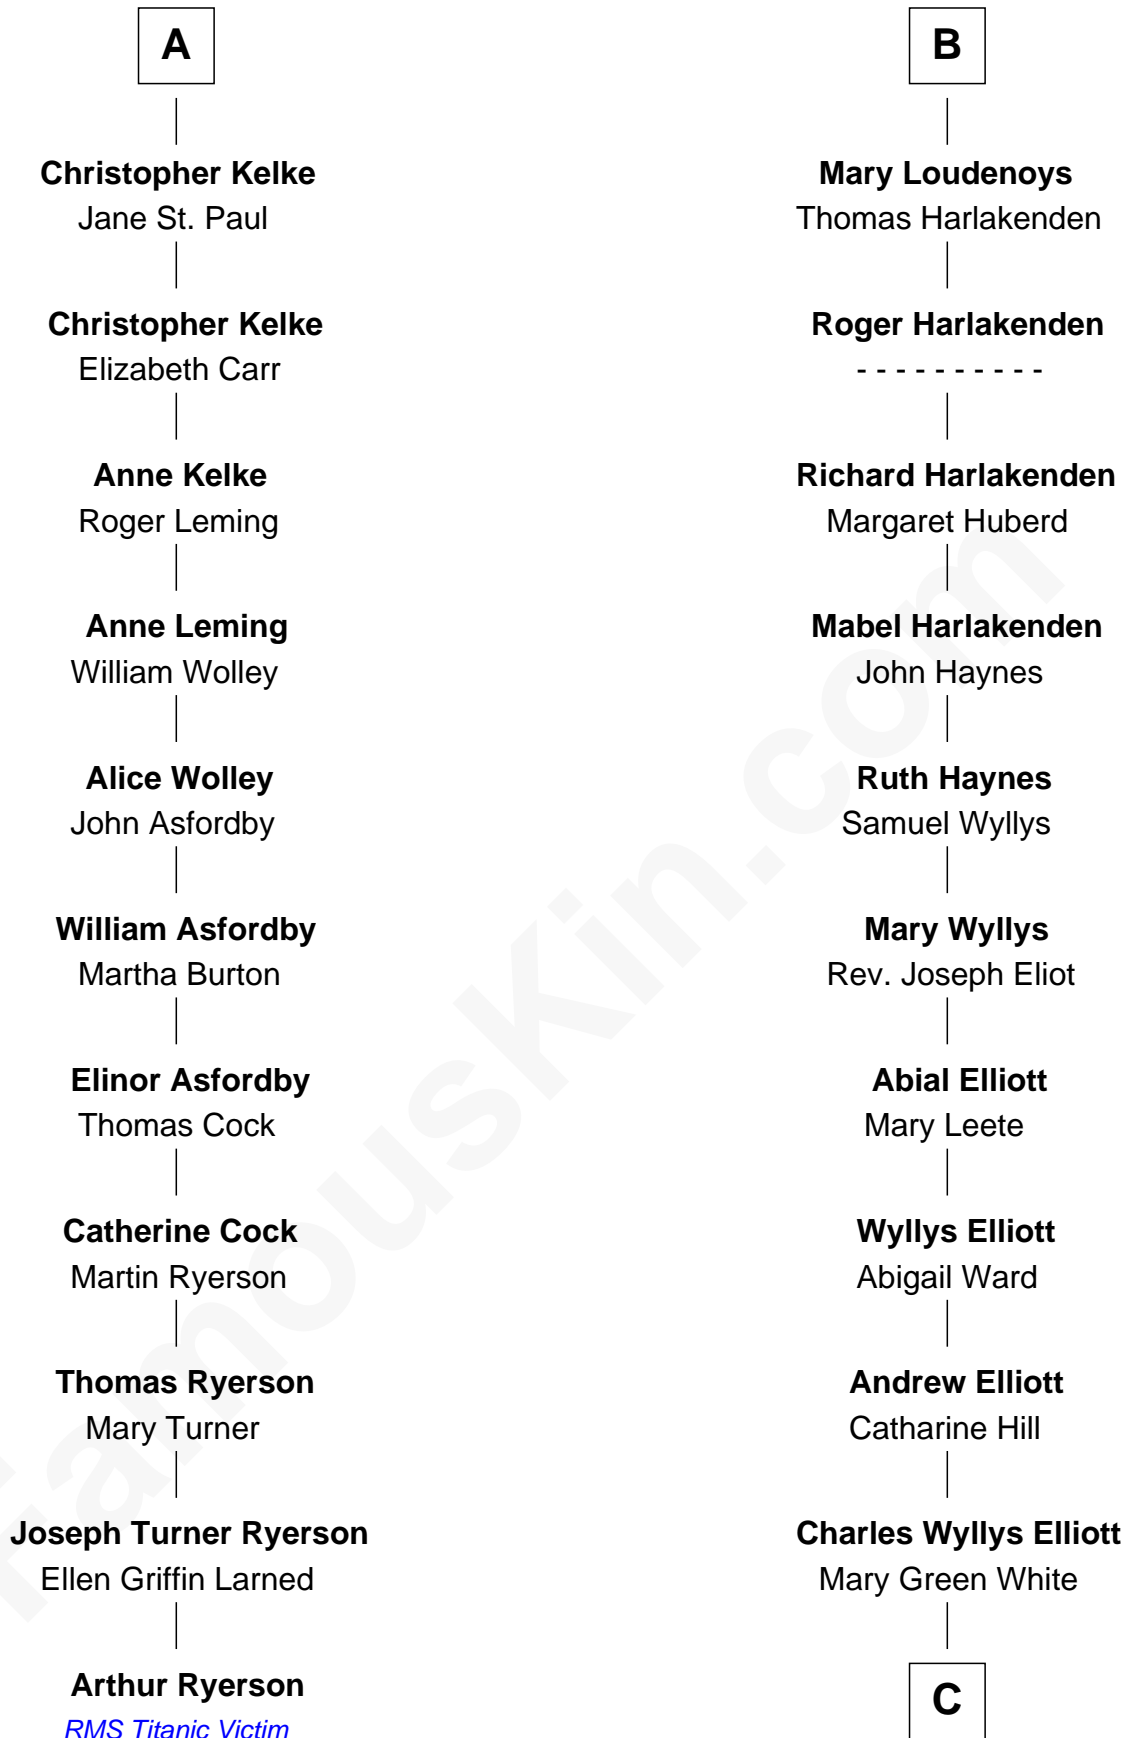 A
Christopher Kelke
Jane St. Paul
Christopher Kelke
Elizabeth Carr
Anne Kelke
Roger Leming
Anne Leming
William Wolley
Alice Wolley
John Asfordby
William Asfordby
Martha Burton
Elinor Asfordby
Thomas Cock
Catherine Cock
Martin Ryerson
Thomas Ryerson
Mary Turner
Joseph Turner Ryerson
Ellen Griffin Larned
Arthur Ryerson
RMS Titanic Victim
B
Mary Loudenoys
Thomas Harlakenden
Roger Harlakenden
- - - - - - - - - -
Richard Harlakenden
Margaret Huberd
Mabel Harlakenden
John Haynes
Ruth Haynes
Samuel Wyllys
Mary Wyllys
Rev. Joseph Eliot
Abial Elliott
Mary Leete
Wyllys Elliott
Abigail Ward
Andrew Elliott
Catharine Hill
Charles Wyllys Elliott
Mary Green White
C
FamousKin.com